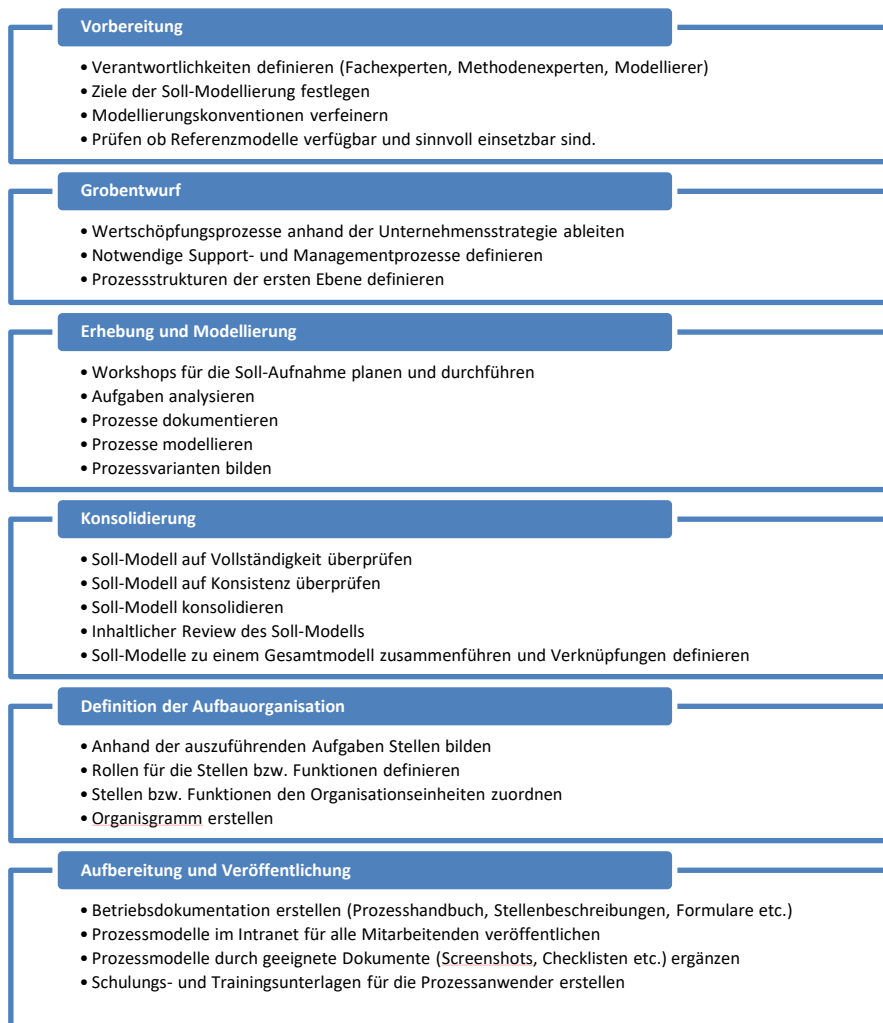 Vorbereitung
• Verantwortlichkeiten definieren (Fachexperten, Methodenexperten, Modellierer)
• Ziele der Soll-Modellierung festlegen
• Modellierungskonventionen verfeinern
• Prüfen ob Referenzmodelle verfügbar und sinnvoll einsetzbar sind.
Grobentwurf
• Wertschöpfungsprozesse anhand der Unternehmensstrategie ableiten
• Notwendige Support- und Managementprozesse definieren
• Prozessstrukturen der ersten Ebene definieren
Erhebung und Modellierung
• Workshops für die Soll-Aufnahme planen und durchführen
• Aufgaben analysieren
• Prozesse dokumentieren
• Prozesse modellieren
• Prozessvarianten bilden
Konsolidierung
• Soll-Modell auf Vollständigkeit überprüfen
• Soll-Modell auf Konsistenz überprüfen
• Soll-Modell konsolidieren
• Inhaltlicher Review des Soll-Modells
• Soll-Modelle zu einem Gesamtmodell zusammenführen und Verknüpfungen definieren
Definition der Aufbauorganisation
• Anhand der auszuführenden Aufgaben Stellen bilden
• Rollen für die Stellen bzw. Funktionen definieren
• Stellen bzw. Funktionen den Organisationseinheiten zuordnen
• Organisgramm erstellen
Aufbereitung und Veröffentlichung
• Betriebsdokumentation erstellen (Prozesshandbuch, Stellenbeschreibungen, Formulare etc.)
• Prozessmodelle im Intranet für alle Mitarbeitenden veröffentlichen
• Prozessmodelle durch geeignete Dokumente (Screenshots, Checklisten etc.) ergänzen
• Schulungs- und Trainingsunterlagen für die Prozessanwender erstellen